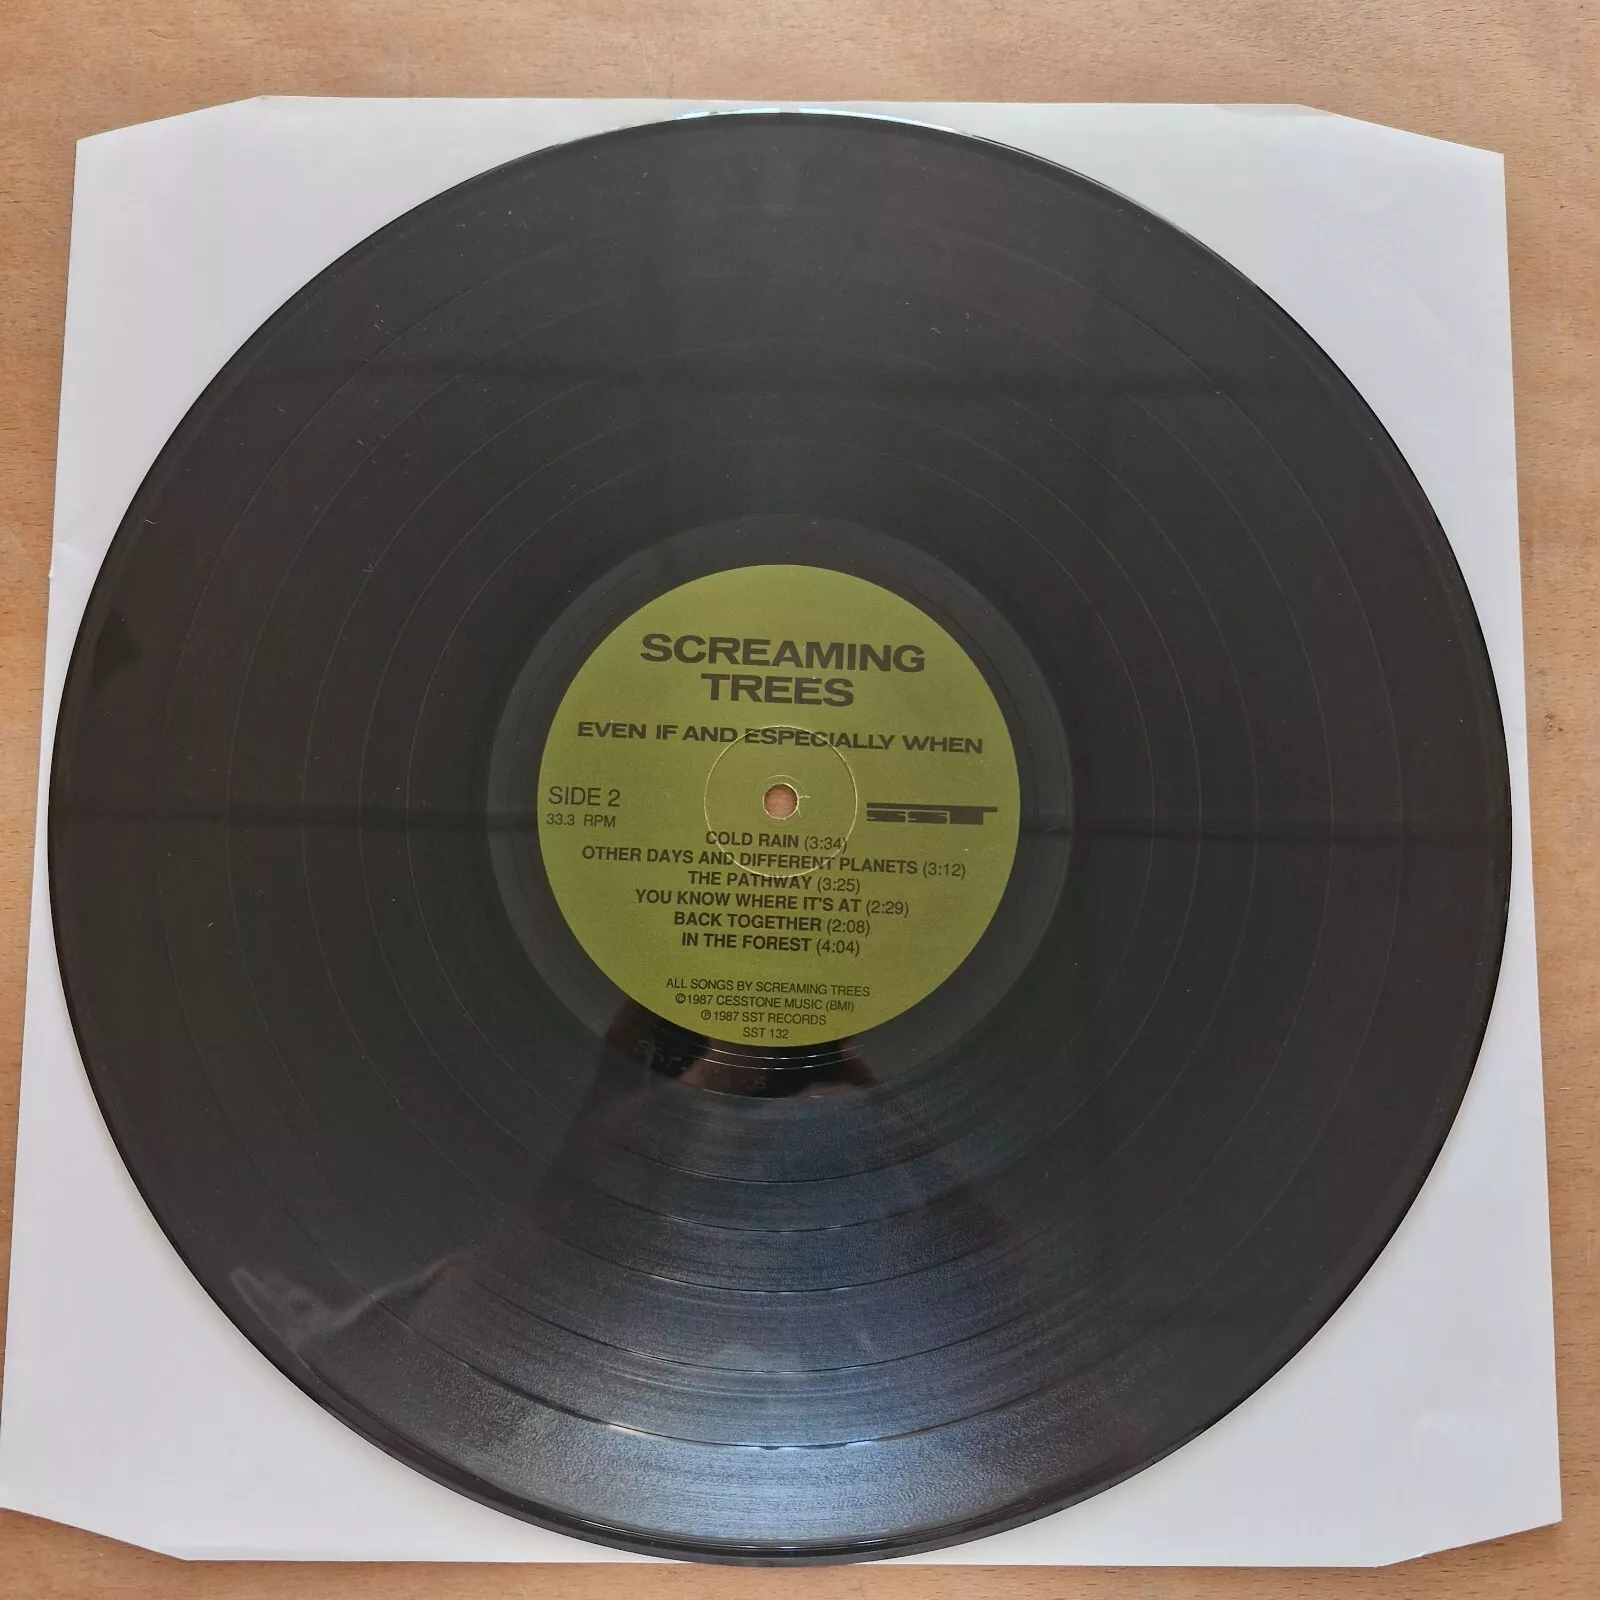 SCREAMING
TREES
EVEN IF AND ESPECIALLY WHEN
SIDE 2
33.3 RPM
SST
COLD RAIN (3:34)
OTHER DAYS AND DIFFERENT PLANETS (3:12)
THE PATHWAY (3:25)
YOU KNOW WHERE IT'S AT (2:29)
BACK TOGETHER (2:08)
IN THE FOREST (4:04)
ALL SONGS BY SCREAMING TREES
©1987 CESSTONE MUSIC (BMI)
℗1987 SST RECORDS
SST 132